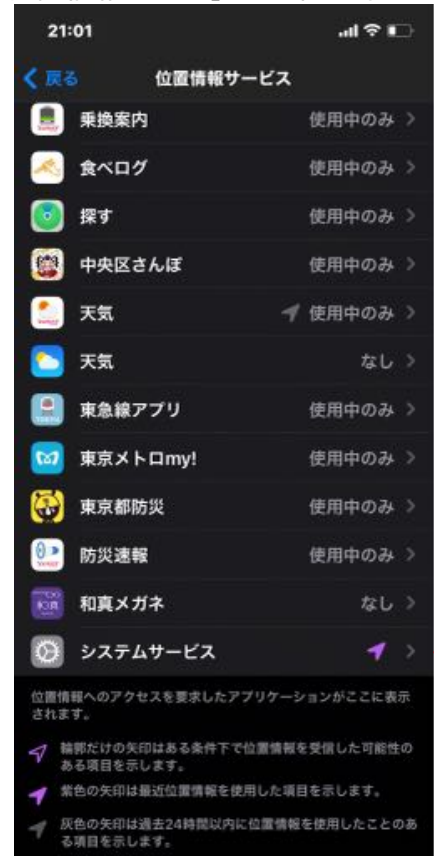 21:01
戻る 位置情報サービス
乗換案内 使用中のみ
食べログ 使用中のみ
探す 使用中のみ
中央区さんぽ 使用中のみ
天気 使用中のみ
天気 なし
東急線アプリ 使用中のみ
東京メトロmy! 使用中のみ
東京都防災 使用中のみ
防災速報 使用中のみ
和真メガネ なし
システムサービス
位置情報へのアクセスを要求したアプリケーションがここに表示
されます。
輪郭だけの矢印はある条件下で位置情報を受信した可能性の
ある項目を示します。
紫色の矢印は最近位置情報を使用した項目を示します。
灰色の矢印は過去24時間以内に位置情報を使用したことのあ
る項目を示します。